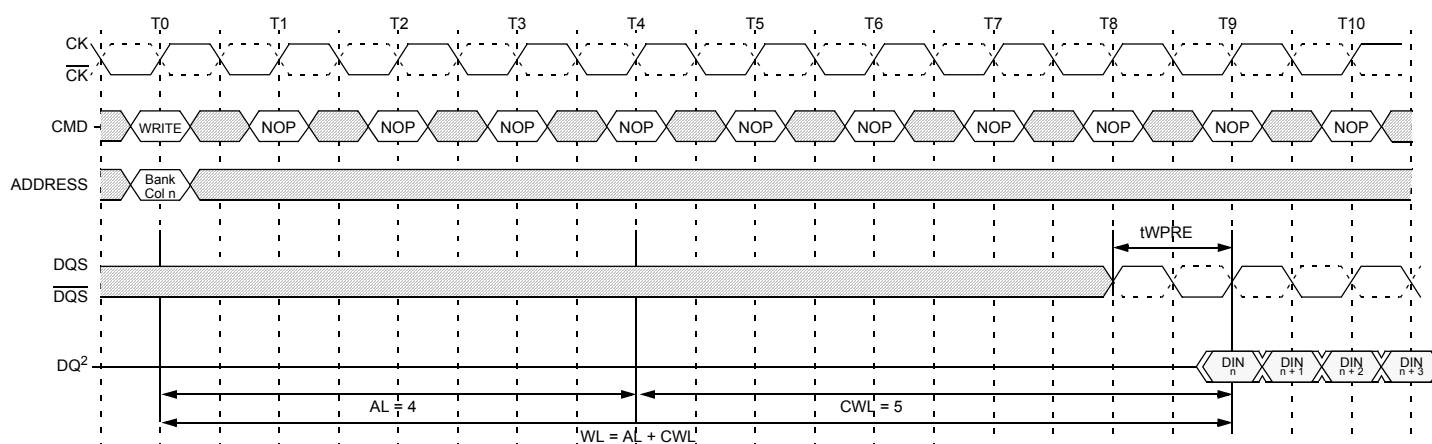 T0 T1 T2 T3 T4 T5 T6 T7 T8 T9 T10
CK
CK
CMD WRITE NOP NOP NOP NOP NOP NOP NOP NOP NOP NOP
ADDRESS Bank Col n
tWPRE
DQS
DQS
DQ² DIN n DIN n + 1 DIN n + 2 DIN n + 3
AL = 4 CWL = 5
WL = AL + CWL